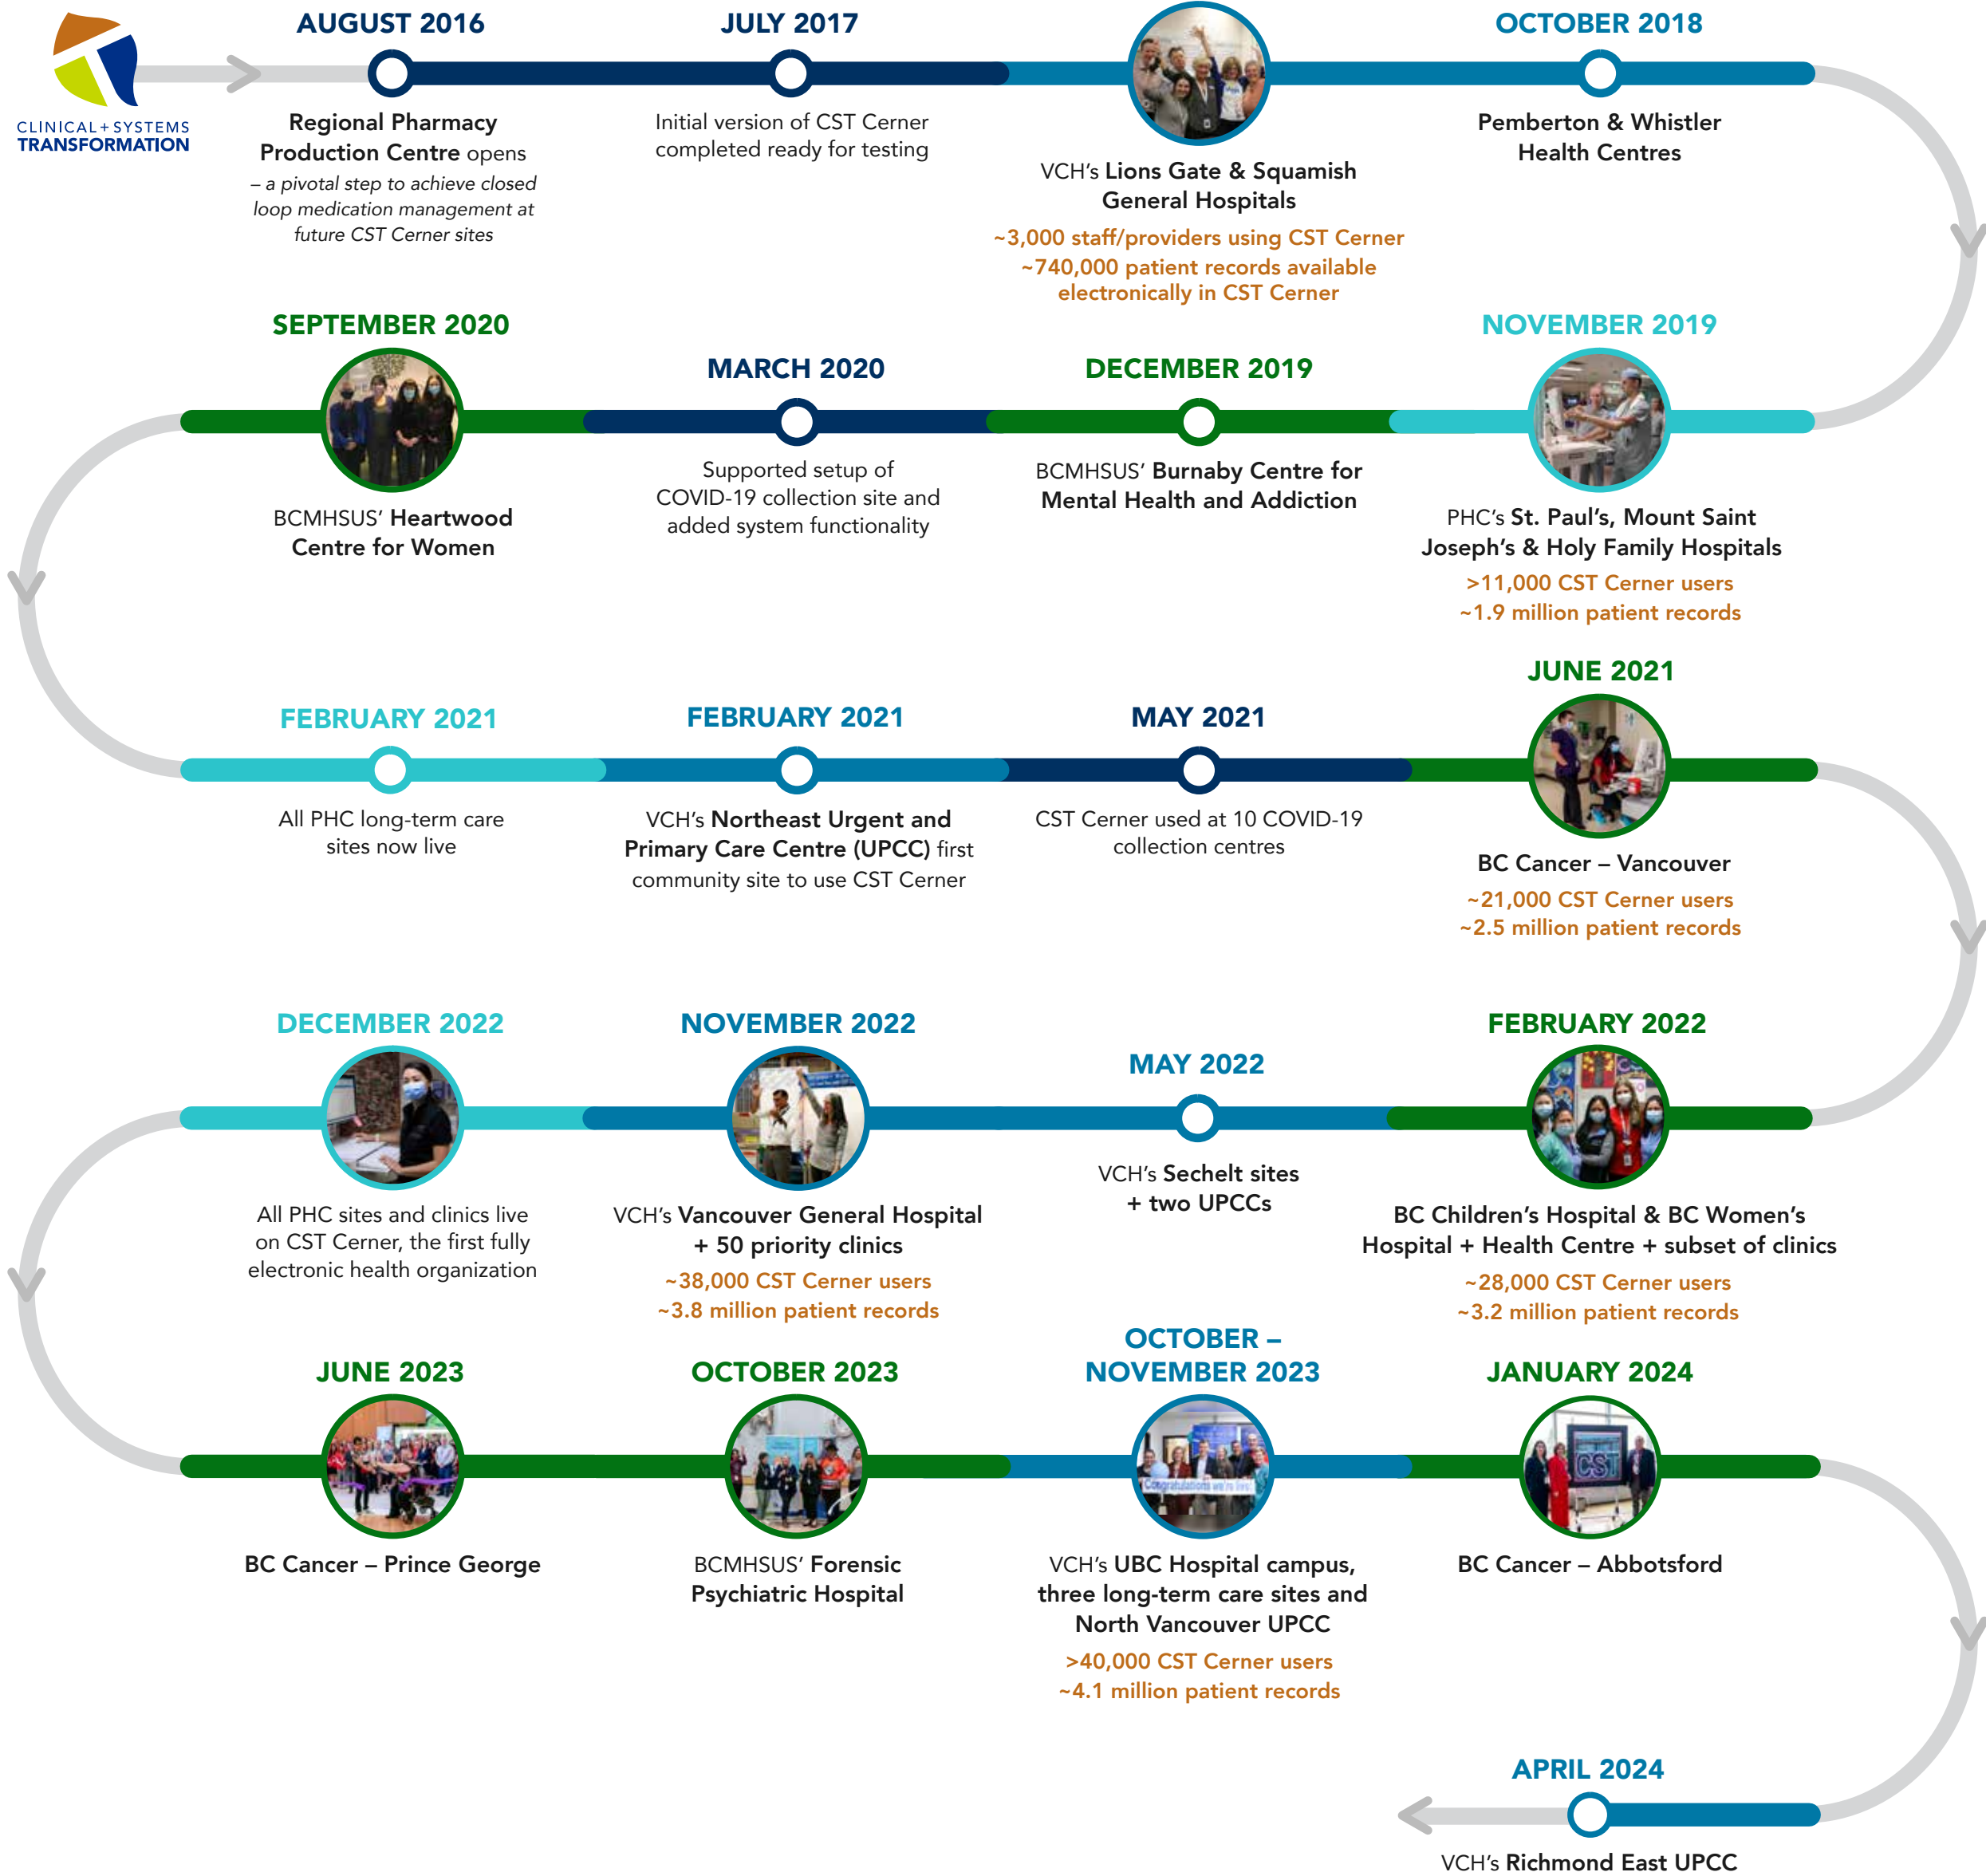 CLINICAL+SYSTEMS
TRANSFORMATION
AUGUST 2016
Regional Pharmacy
Production Centre opens
– a pivotal step to achieve closed
loop medication management at
future CST Cerner sites
JULY 2017
Initial version of CST Cerner
completed ready for testing
VCH's Lions Gate & Squamish
General Hospitals
~3,000 staff/providers using CST Cerner
~740,000 patient records available
electronically in CST Cerner
OCTOBER 2018
Pemberton & Whistler
Health Centres
NOVEMBER 2019
PHC's St. Paul's, Mount Saint
Joseph's & Holy Family Hospitals
>11,000 CST Cerner users
~1.9 million patient records
DECEMBER 2019
BCMHSUS' Burnaby Centre for
Mental Health and Addiction
MARCH 2020
Supported setup of
COVID-19 collection site and
added system functionality
SEPTEMBER 2020
BCMHSUS' Heartwood
Centre for Women
FEBRUARY 2021
All PHC long-term care
sites now live
FEBRUARY 2021
VCH's Northeast Urgent and
Primary Care Centre (UPCC) first
community site to use CST Cerner
MAY 2021
CST Cerner used at 10 COVID-19
collection centres
JUNE 2021
BC Cancer – Vancouver
~21,000 CST Cerner users
~2.5 million patient records
FEBRUARY 2022
BC Children's Hospital & BC Women's
Hospital + Health Centre + subset of clinics
~28,000 CST Cerner users
~3.2 million patient records
MAY 2022
VCH's Sechelt sites
+ two UPCCs
NOVEMBER 2022
VCH's Vancouver General Hospital
+ 50 priority clinics
~38,000 CST Cerner users
~3.8 million patient records
DECEMBER 2022
All PHC sites and clinics live
on CST Cerner, the first fully
electronic health organization
JUNE 2023
BC Cancer – Prince George
OCTOBER 2023
BCMHSUS' Forensic
Psychiatric Hospital
OCTOBER –
NOVEMBER 2023
Congratulations we're live!
VCH's UBC Hospital campus,
three long-term care sites and
North Vancouver UPCC
>40,000 CST Cerner users
~4.1 million patient records
JANUARY 2024
CST
BC Cancer – Abbotsford
APRIL 2024
VCH's Richmond East UPCC